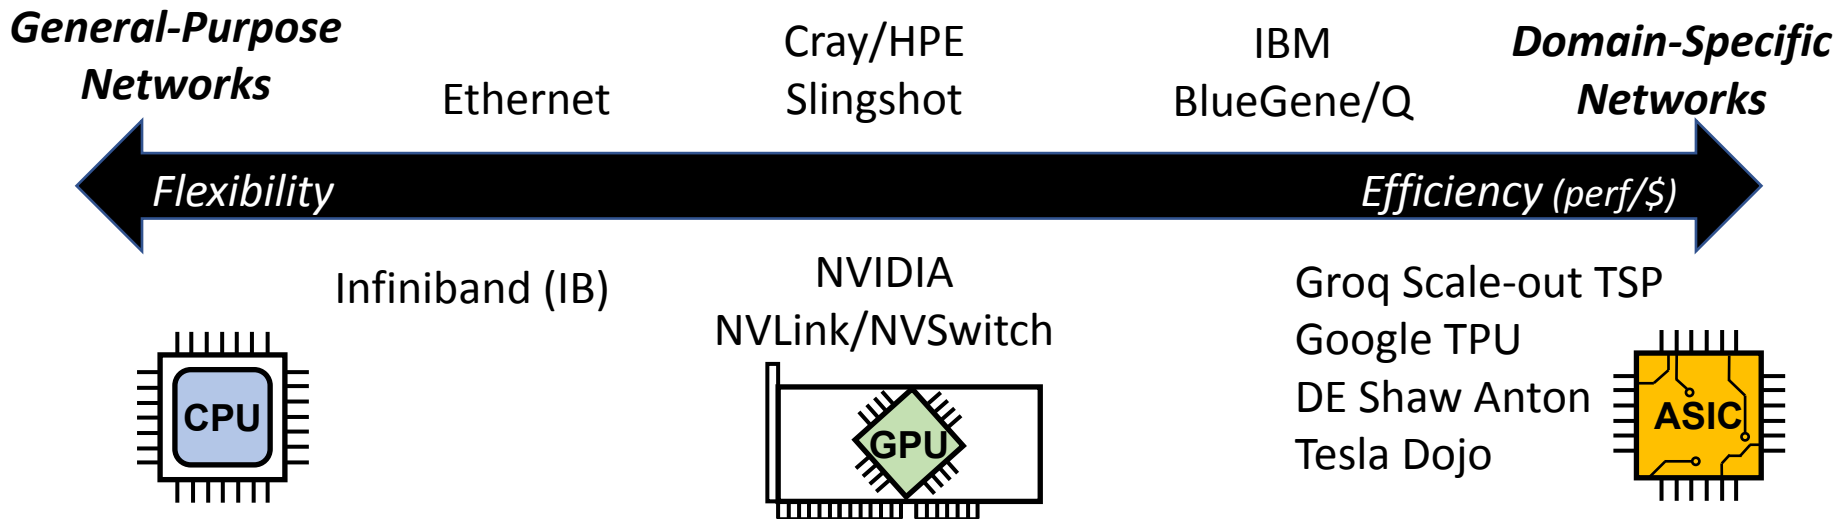 General-Purpose
Networks
Ethernet
Cray/HPE
Slingshot
IBM
BlueGene/Q
Domain-Specific
Networks
Flexibility
Efficiency (perf/$)
Infiniband (IB)
NVIDIA
NVLink/NVSwitch
Groq Scale-out TSP
Google TPU
DE Shaw Anton
Tesla Dojo
CPU
GPU
ASIC